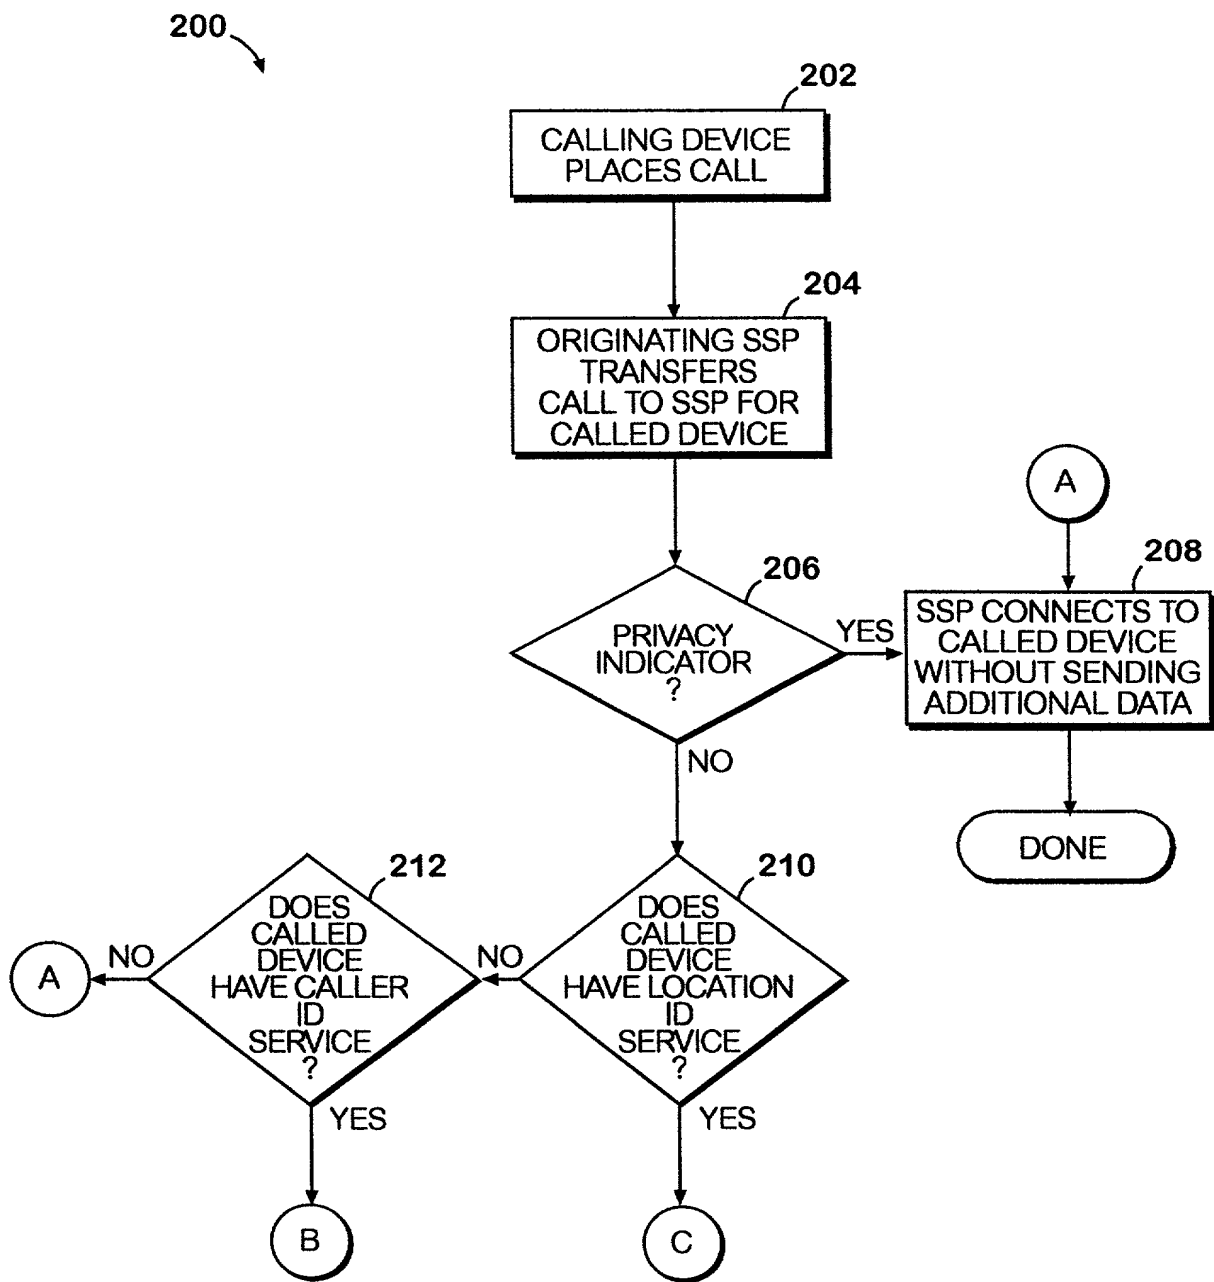 200
202
CALLING DEVICE
PLACES CALL
204
ORIGINATING SSP
TRANSFERS
CALL TO SSP FOR
CALLED DEVICE
A
206
PRIVACY
INDICATOR
?
YES
208
SSP CONNECTS TO
CALLED DEVICE
WITHOUT SENDING
ADDITIONAL DATA
NO
DONE
212
DOES
CALLED
DEVICE
HAVE CALLER
ID
SERVICE
?
210
DOES
CALLED
DEVICE
HAVE LOCATION
ID
SERVICE
?
A
NO
NO
YES
YES
B
C